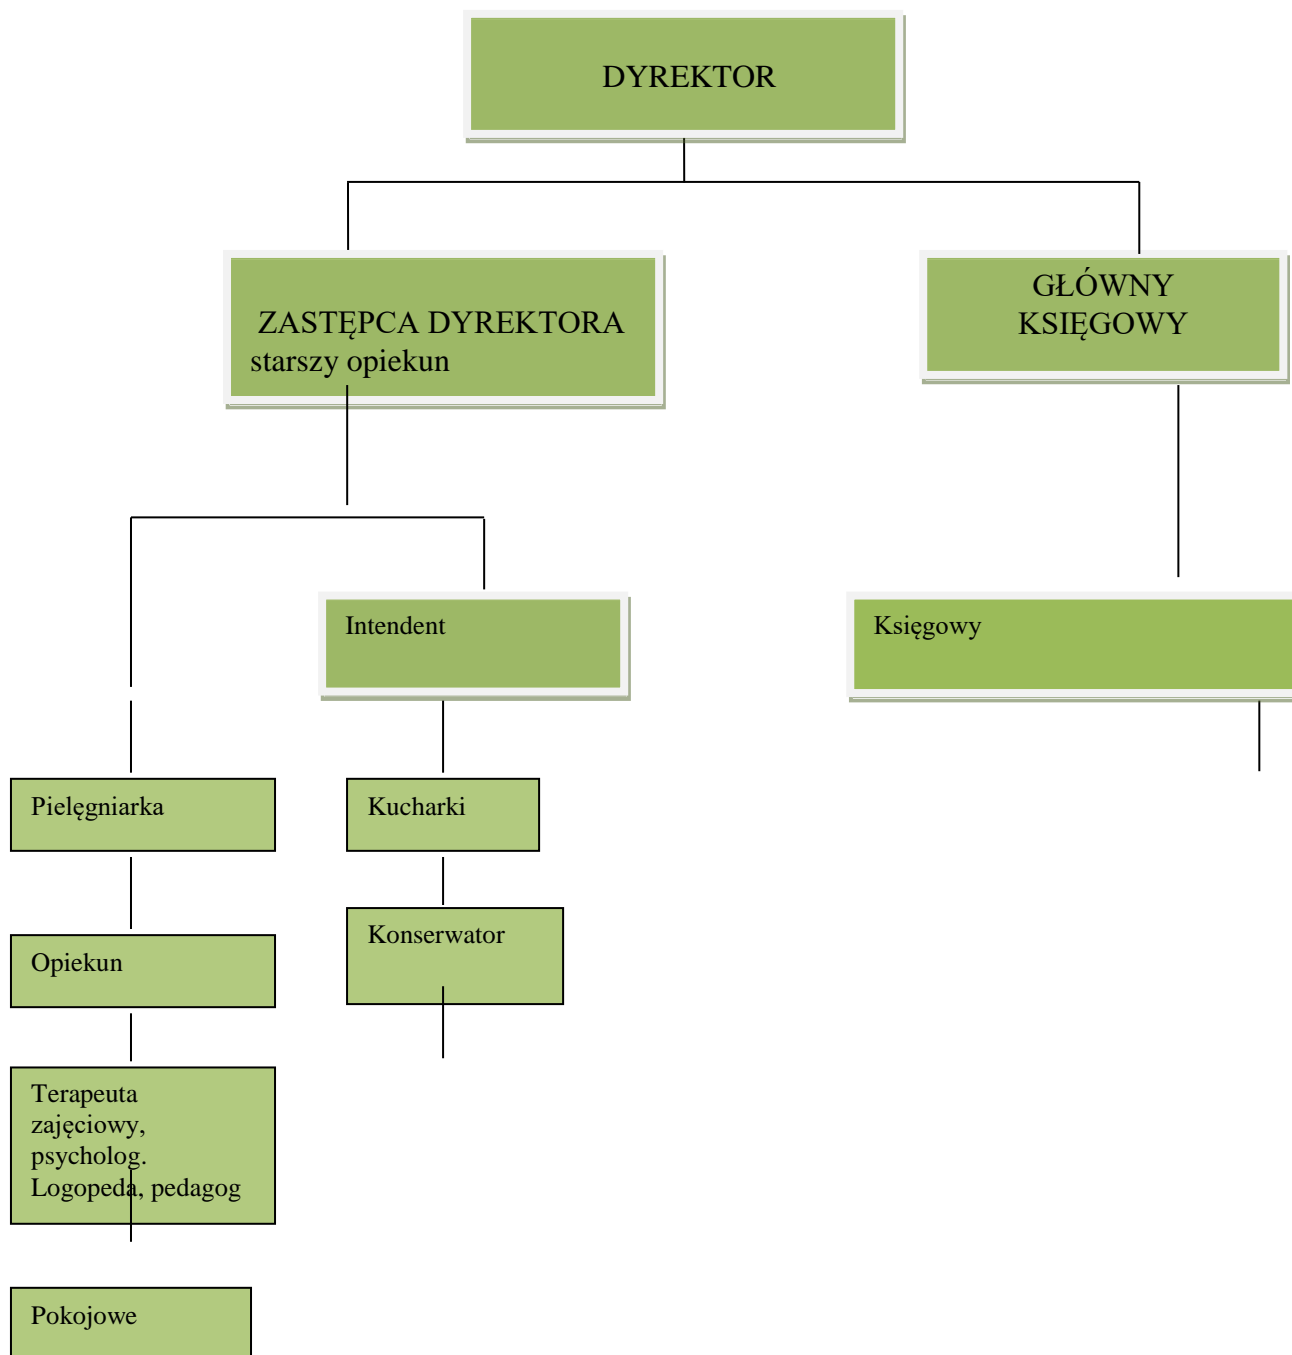 DYREKTOR
ZASTĘPCA DYREKTORA
starszy opiekun
GŁÓWNY
KSIĘGOWY
Intendent
Księgowy
Pielęgniarka
Kucharki
Opiekun
Konserwator
Terapeuta
zajęciowy,
psycholog.
Logopeda, pedagog
Pokojowe